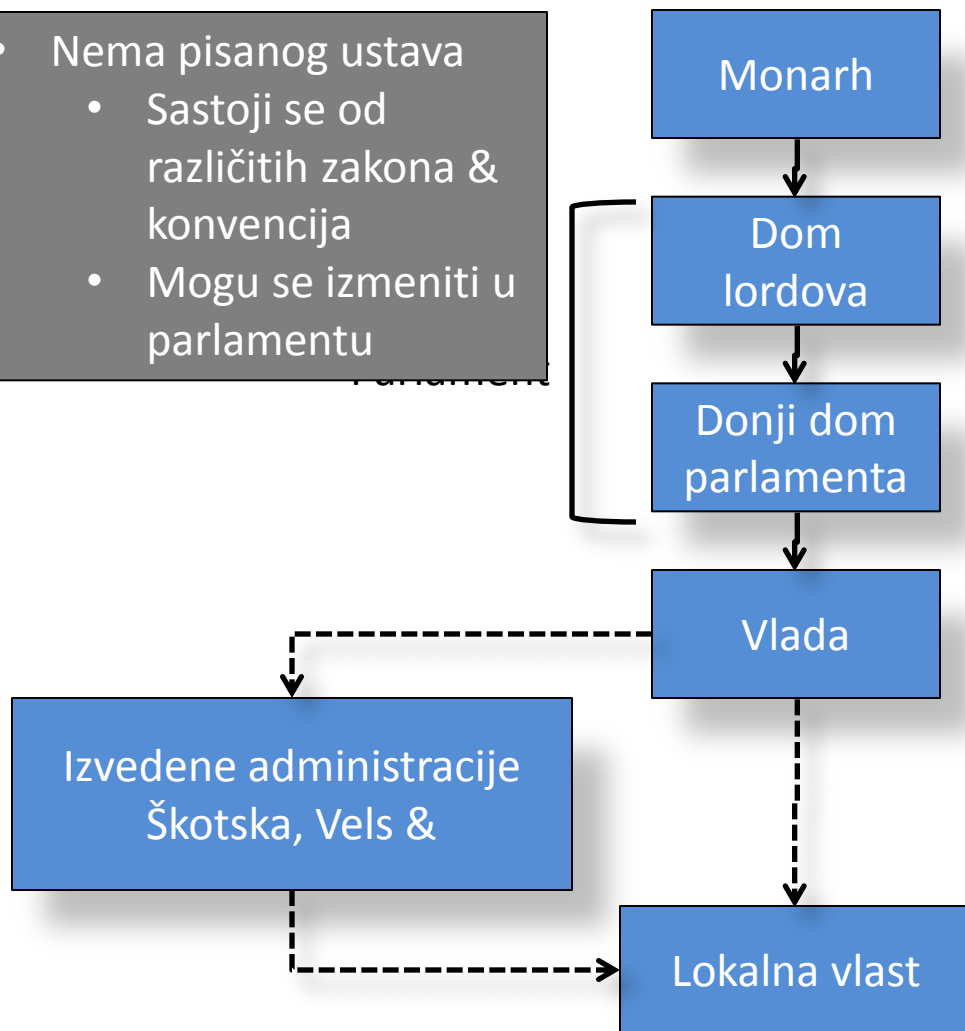 • Nema pisanog ustava
• Sastoji se od
različitih zakona &
konvencija
• Mogu se izmeniti u
parlamentu
Parlament
Monarh
Dom
lordova
Donji dom
parlamenta
Vlada
Izvedene administracije
Škotska, Vels &
Lokalna vlast